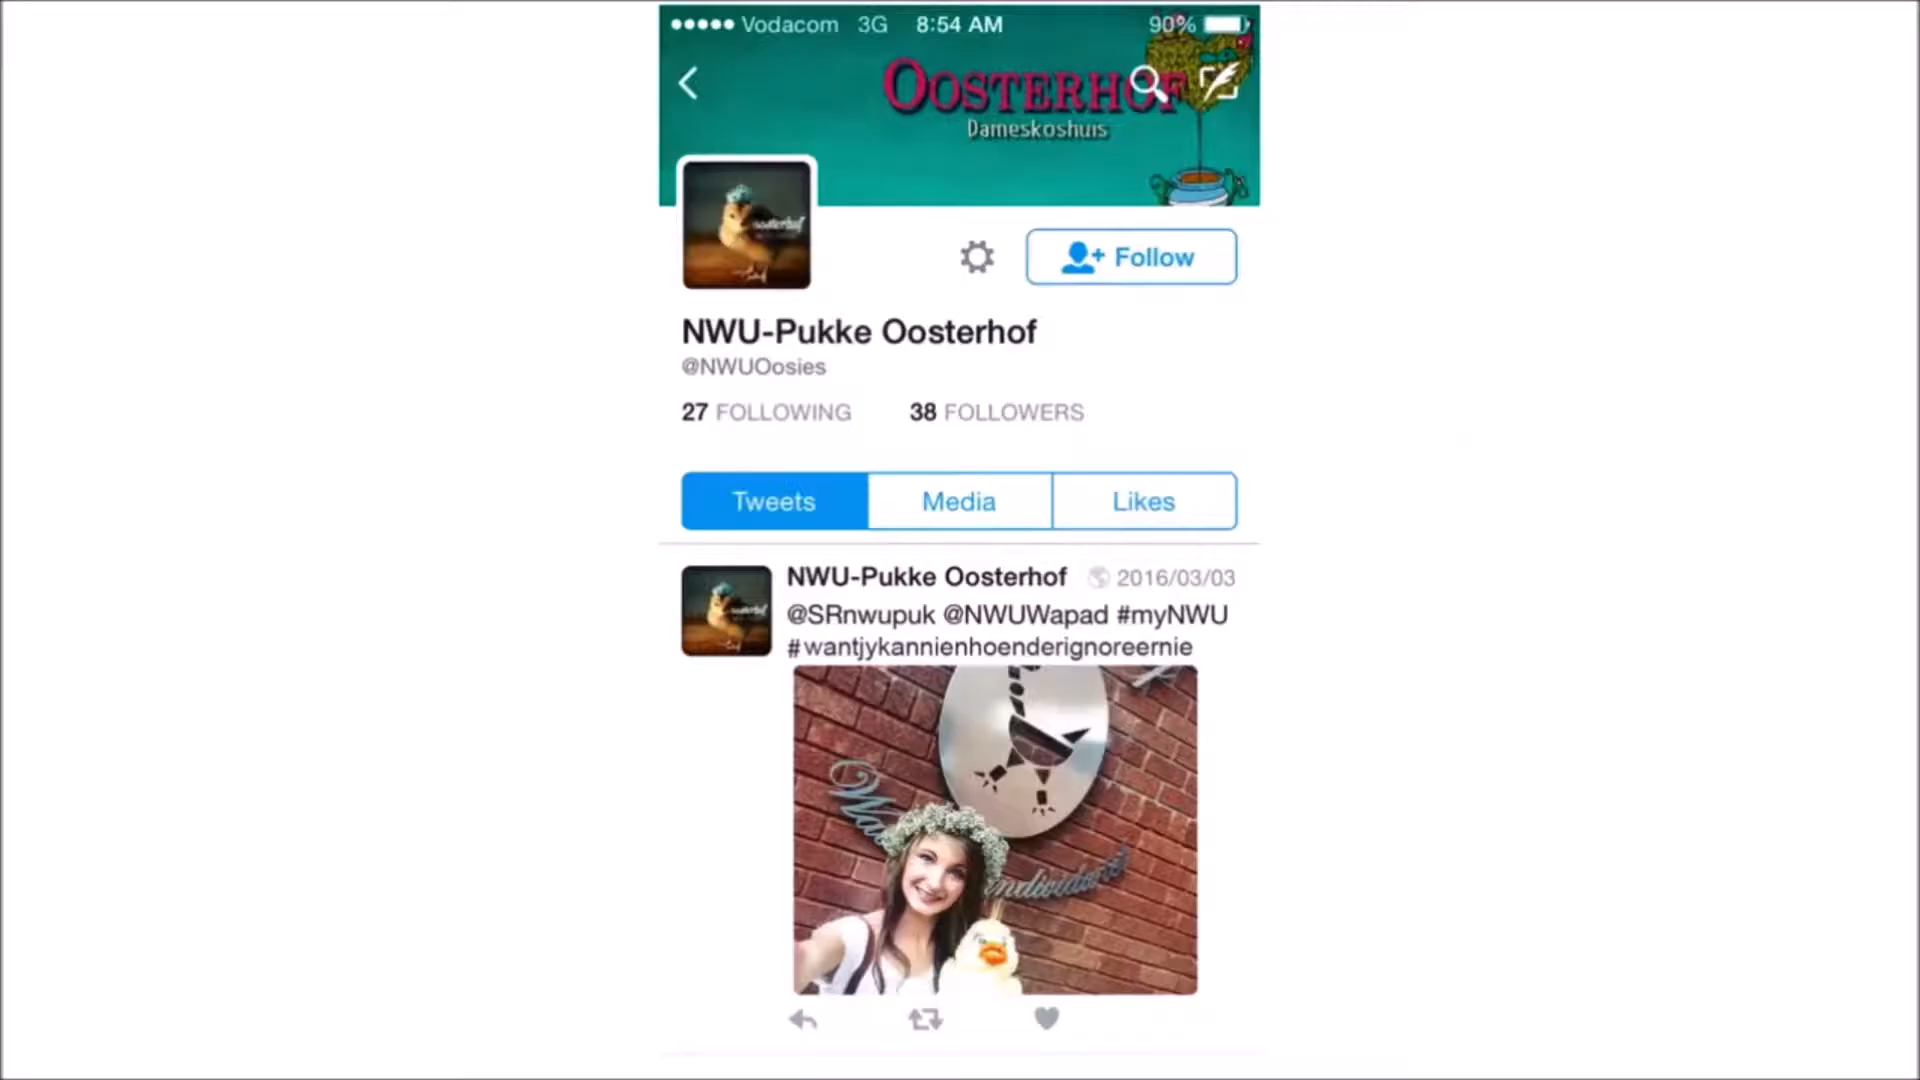 Vodacom 3G 8:54 AM 90%
OOSTERHOF
Dameskoshuis
Follow
NWU-Pukke Oosterhof
@NWUOosies
27 FOLLOWING 38 FOLLOWERS
Tweets Media Likes
NWU-Pukke Oosterhof 2016/03/03
@SRnwupuk @NWUWapad #myNWU
#wantjykannienhoenderignoreernie